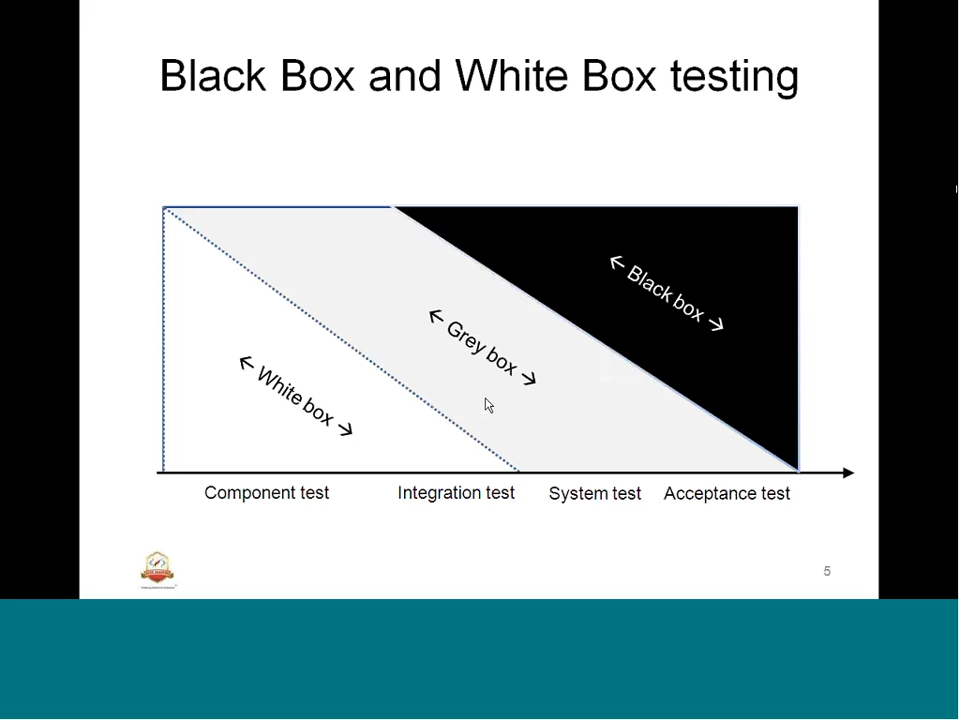 Black Box and White Box testing
← Black box →
← Grey box →
← White box →
Component test
Integration test
System test
Acceptance test
5